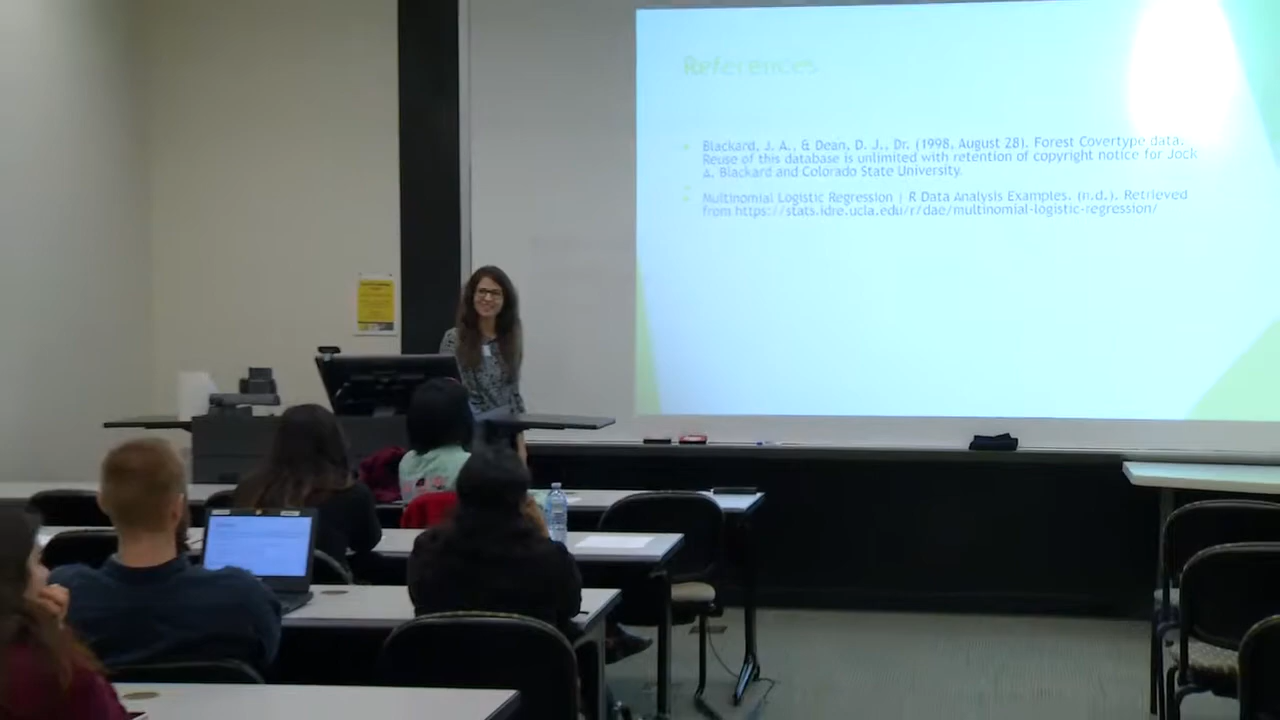 References
Blackard, J. A., & Dean, D. J., Dr. (1998, August 28). Forest Covertype data.
Reuse of this database is unlimited with retention of copyright notice for Jock
A. Blackard and Colorado State University.
Multinomial Logistic Regression | R Data Analysis Examples. (n.d.). Retrieved
from https://stats.idre.ucla.edu/r/dae/multinomial-logistic-regression/